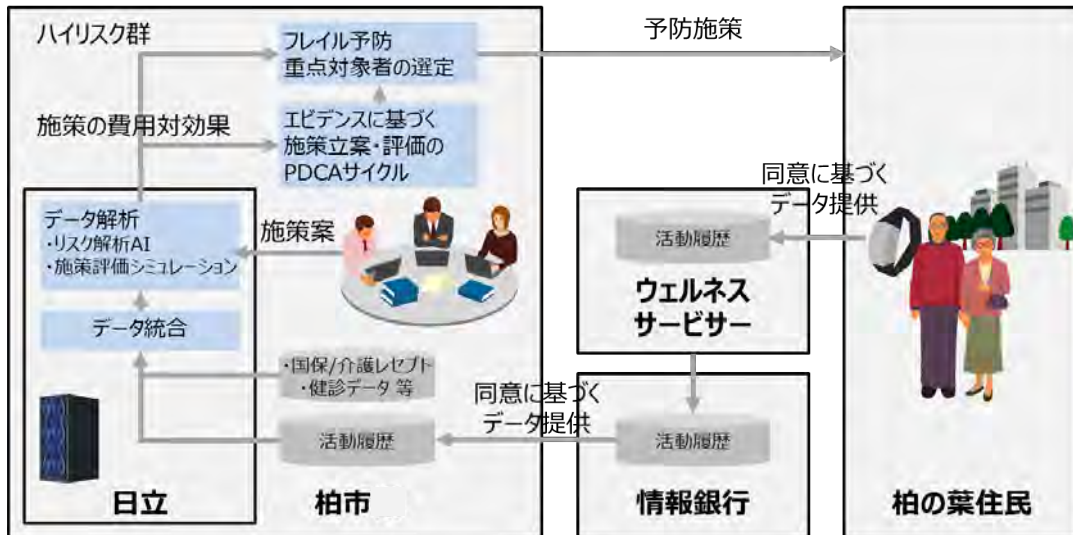 ハイリスク群
フレイル予防
重点対象者の選定
予防施策
施策の費用対効果
エビデンスに基づく
施策立案・評価の
PDCAサイクル
データ解析
・リスク解析AI
・施策評価シミュレーション
施策案
データ統合
・国保/介護レセプト
・健診データ 等
活動履歴
日立
柏市
同意に基づく
データ提供
活動履歴
ウェルネス
サービサー
同意に基づく
データ提供
活動履歴
情報銀行
柏の葉住民